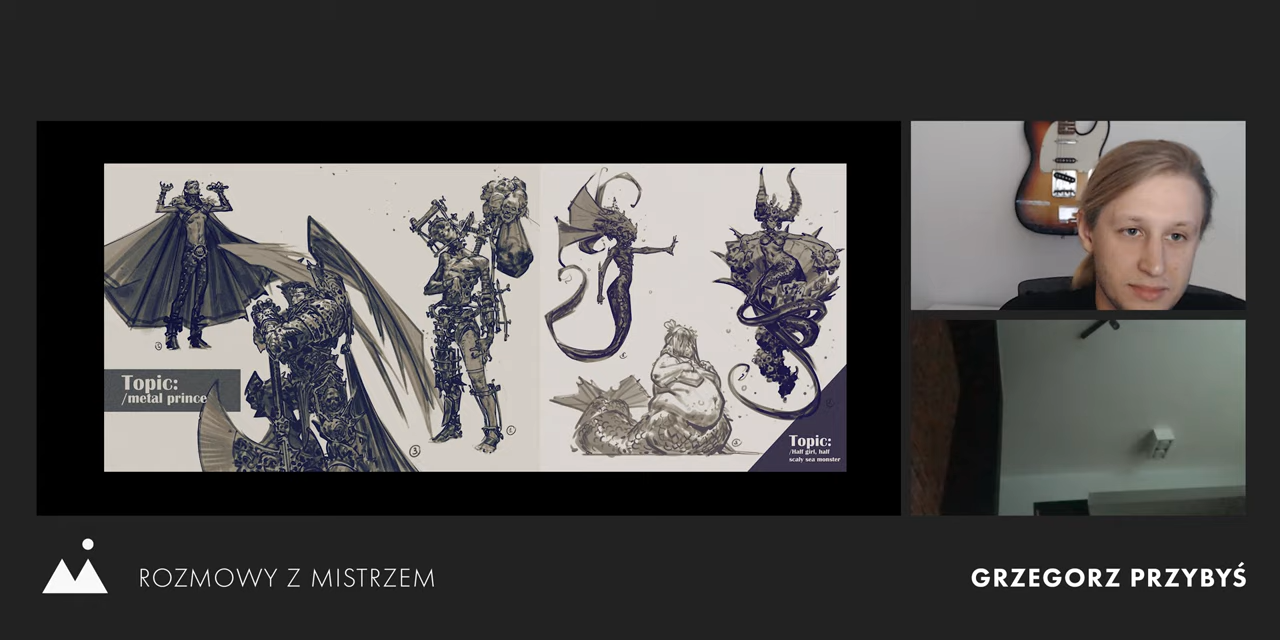 Topic:
/metal prince
Topic:
/Half girl, half
scaly sea monster
ROZMOWY Z MISTRZEM
GRZEGORZ PRZYBYŚ